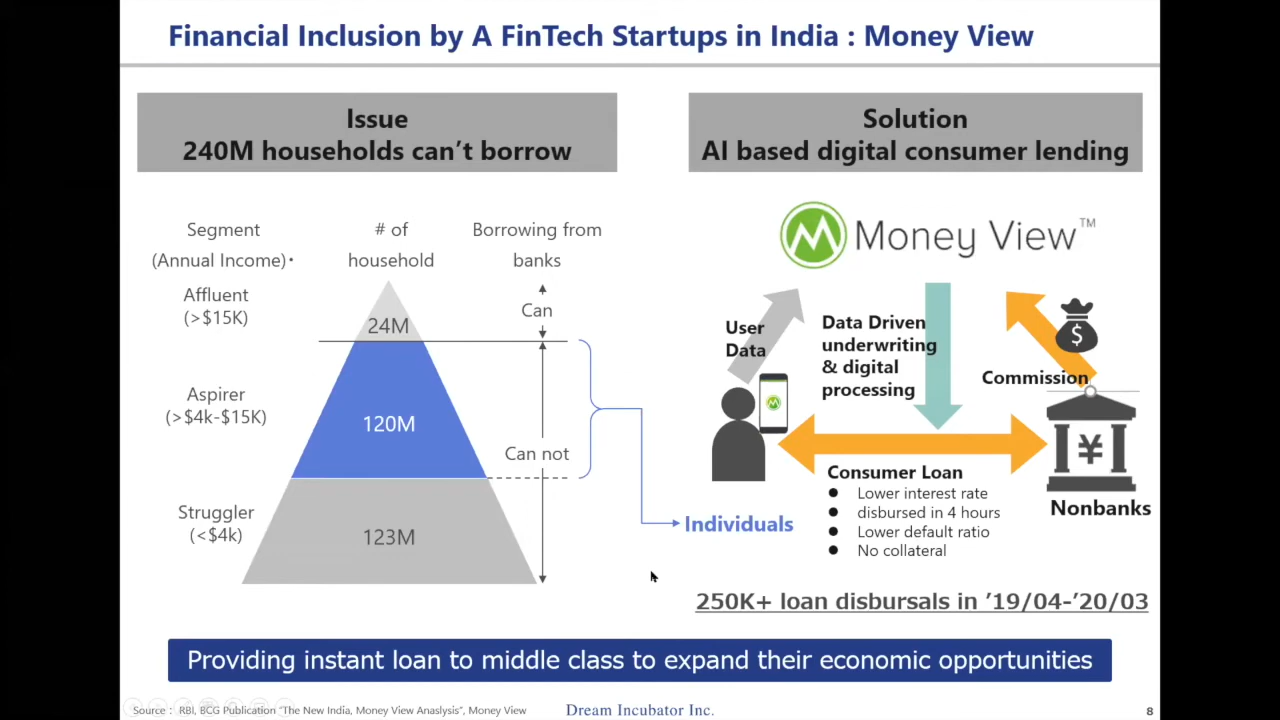 Financial Inclusion by A FinTech Startups in India : Money View
Issue
240M households can't borrow
Segment
(Annual Income)・
# of
household
Borrowing from
banks
Affluent
(>$15K)
24M
Can
Aspirer
(>$4k-$15K)
120M
Can not
Struggler
(<$4k)
123M
Individuals
Solution
AI based digital consumer lending
M
Money View™
User
Data
Data Driven
underwriting
& digital
processing
$
Commission
M
¥
Consumer Loan
● Lower interest rate
● disbursed in 4 hours
● Lower default ratio
● No collateral
Nonbanks
250K+ loan disbursals in '19/04-'20/03
Providing instant loan to middle class to expand their economic opportunities
Source： RBI, BCG Publication "The New India, Money View Anaslysis", Money View
Dream Incubator Inc.
8